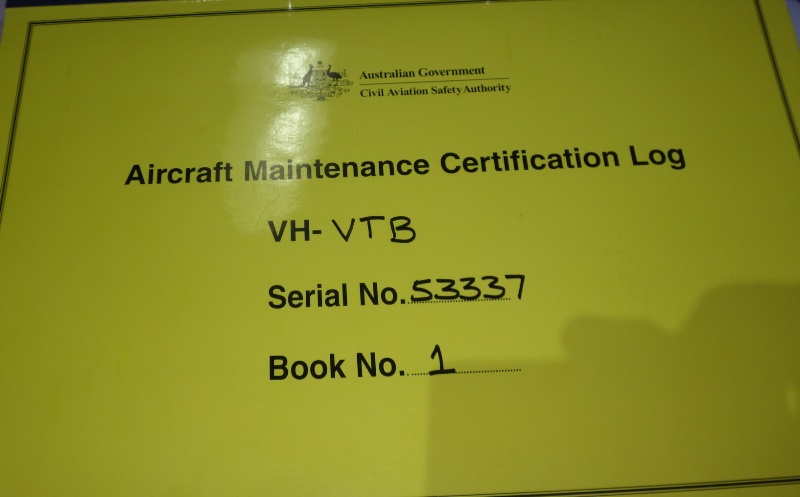 Australian Government
Civil Aviation Safety Authority
Aircraft Maintenance Certification Log
VH- VTB
Serial No. 53337
Book No. 1